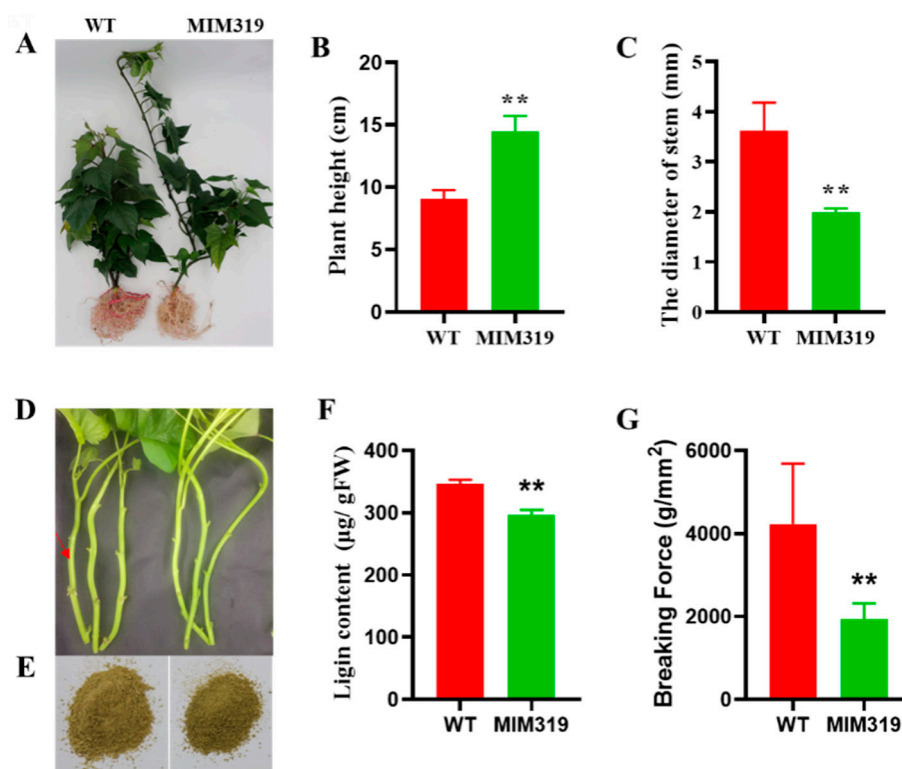 WT MIM319
A
B
Plant height (cm)
20
15
10
5
0
**
WT MIM319
C
The diameter of stem (mm)
5
4
3
2
1
0
**
WT MIM319
D
E
F
Ligin content (μg/ gFW)
400
300
200
100
0
**
WT MIM319
G
Breaking Force (g/mm²)
6000
4000
2000
0
**
WT MIM319